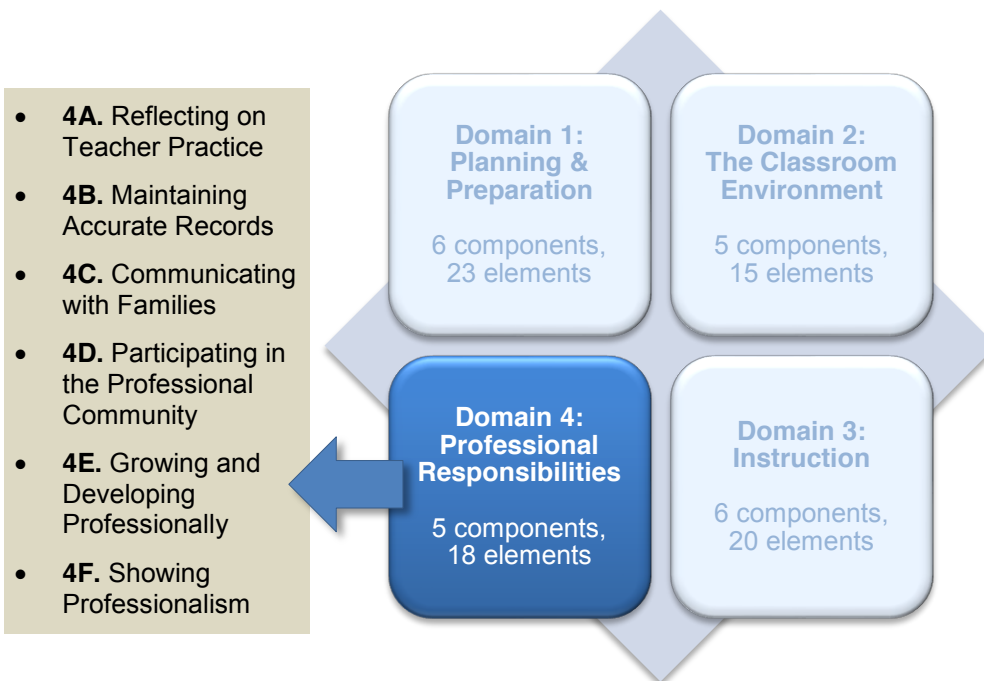 • 4A. Reflecting on
Teacher Practice
• 4B. Maintaining
Accurate Records
• 4C. Communicating
with Families
• 4D. Participating in
the Professional
Community
• 4E. Growing and
Developing
Professionally
• 4F. Showing
Professionalism
Domain 1:
Planning &
Preparation
6 components,
23 elements
Domain 2:
The Classroom
Environment
5 components,
15 elements
Domain 4:
Professional
Responsibilities
5 components,
18 elements
Domain 3:
Instruction
6 components,
20 elements